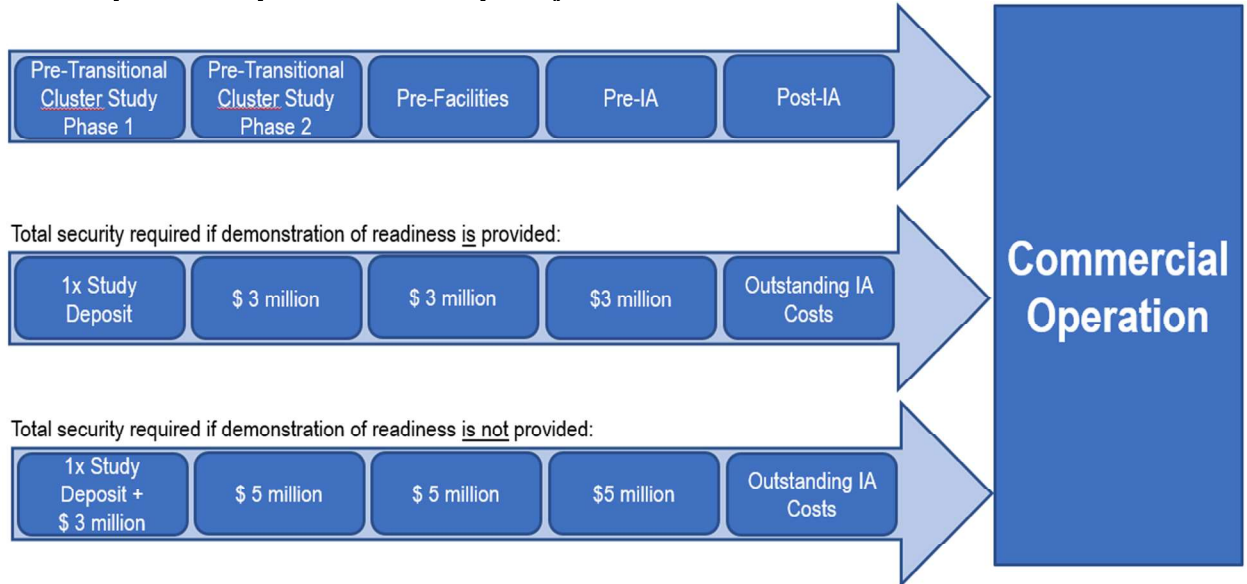 Pre-Transitional
Cluster Study
Phase 1
Pre-Transitional
Cluster Study
Phase 2
Pre-Facilities
Pre-IA
Post-IA
Total security required if demonstration of readiness is provided:
1x Study
Deposit
$ 3 million
$ 3 million
$3 million
Outstanding IA
Costs
Total security required if demonstration of readiness is not provided:
1x Study
Deposit +
$ 3 million
$ 5 million
$ 5 million
$5 million
Outstanding IA
Costs
Commercial
Operation